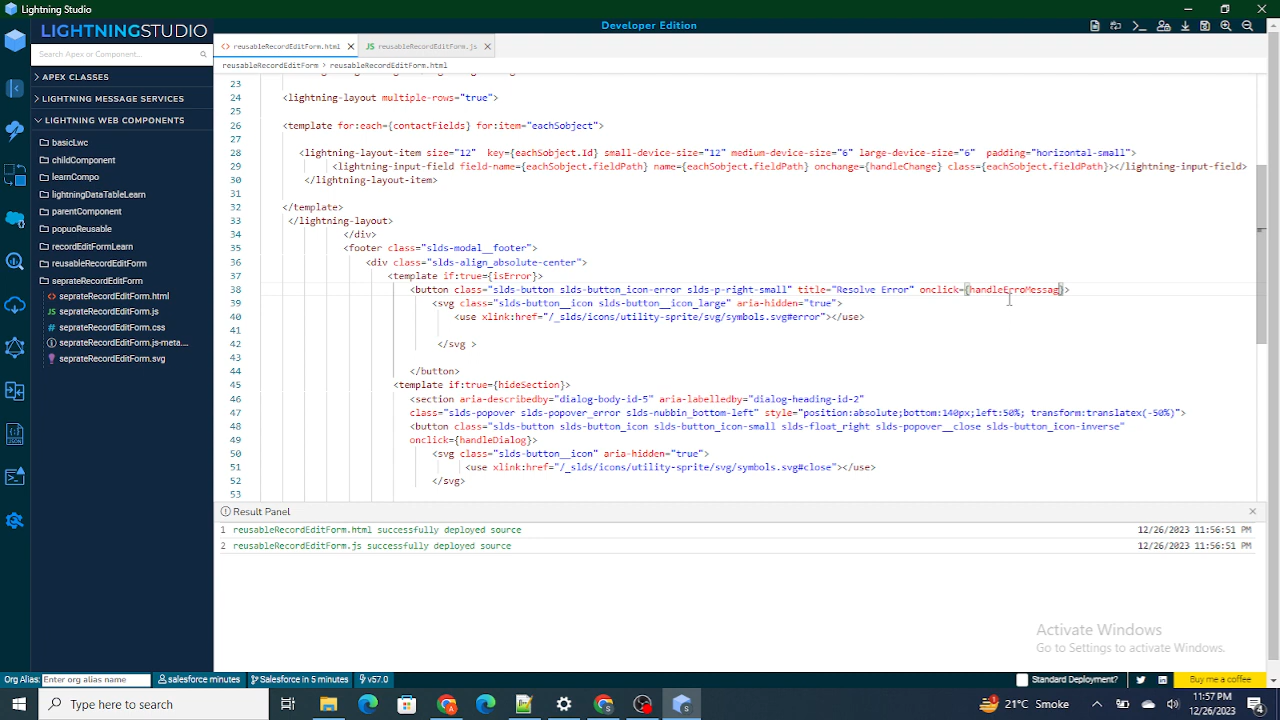 Developer Edition
LIGHTNINGSTUDIO
Search Apex or Component...
APEX CLASSES
LIGHTNING MESSAGE SERVICES
LIGHTNING WEB COMPONENTS
basicLwc
childComponent
learnCompo
lightningDataTableLearn
parentComponent
popuoReusable
recordEditFormLearn
reusableRecordEditForm
seprateRecordEditForm
seprateRecordEditForm.html
seprateRecordEditForm.js
seprateRecordEditForm.css
seprateRecordEditForm.js-meta....
seprateRecordEditForm.svg
reusableRecordEditForm.html
JS reusableRecordEditForm.js
reusableRecordEditForm > reusableRecordEditForm.html
23
24 <lightning-layout multiple-rows="true">
25
26 <template for:each={contactFields} for:item="eachSobject">
27
28 <lightning-layout-item size="12" key={eachSobject.Id} small-device-size="12" medium-device-size="6" large-device-size="6" padding="horizontal-small">
29 <lightning-input-field field-name={eachSobject.fieldPath} name={eachSobject.fieldPath} onchange={handleChange} class={eachSobject.fieldPath}></lightning-input-field>
30 </lightning-layout-item>
31
32 </template>
33 </lightning-layout>
34 </div>
35 <footer class="slds-modal__footer">
36 <div class="slds-align_absolute-center">
37 <template if:true={isError}>
38 <button class="slds-button slds-button_icon-error slds-p-right-small" title="Resolve Error" onclick={handleErroMessag}>
39 <svg class="slds-button__icon slds-button__icon_large" aria-hidden="true">
40 <use xlink:href="/_slds/icons/utility-sprite/svg/symbols.svg#error"></use>
41
42 </svg >
43
44 </button>
45 <template if:true={hideSection}>
46 <section aria-describedby="dialog-body-id-5" aria-labelledby="dialog-heading-id-2"
47 class="slds-popover slds-popover_error slds-nubbin_bottom-left" style="position:absolute;bottom:140px;left:50%; transform:translatex(-50%)">
48 <button class="slds-button slds-button_icon slds-button_icon-small slds-float_right slds-popover__close slds-button_icon-inverse"
49 onclick={handleDialog}>
50 <svg class="slds-button__icon" aria-hidden="true">
51 <use xlink:href="/_slds/icons/utility-sprite/svg/symbols.svg#close"></use>
52 </svg>
53
Result Panel
1 reusableRecordEditForm.html successfully deployed source 12/26/2023 11:56:51 PM
2 reusableRecordEditForm.js successfully deployed source 12/26/2023 11:56:51 PM
Activate Windows
Go to Settings to activate Windows.
Org Alias: Enter org alias name salesforce minutes Salesforce in 5 minutes v57.0 Standard Deployment? Buy me a coffee
Type here to search
21°C Smoke
11:57 PM
12/26/2023
4